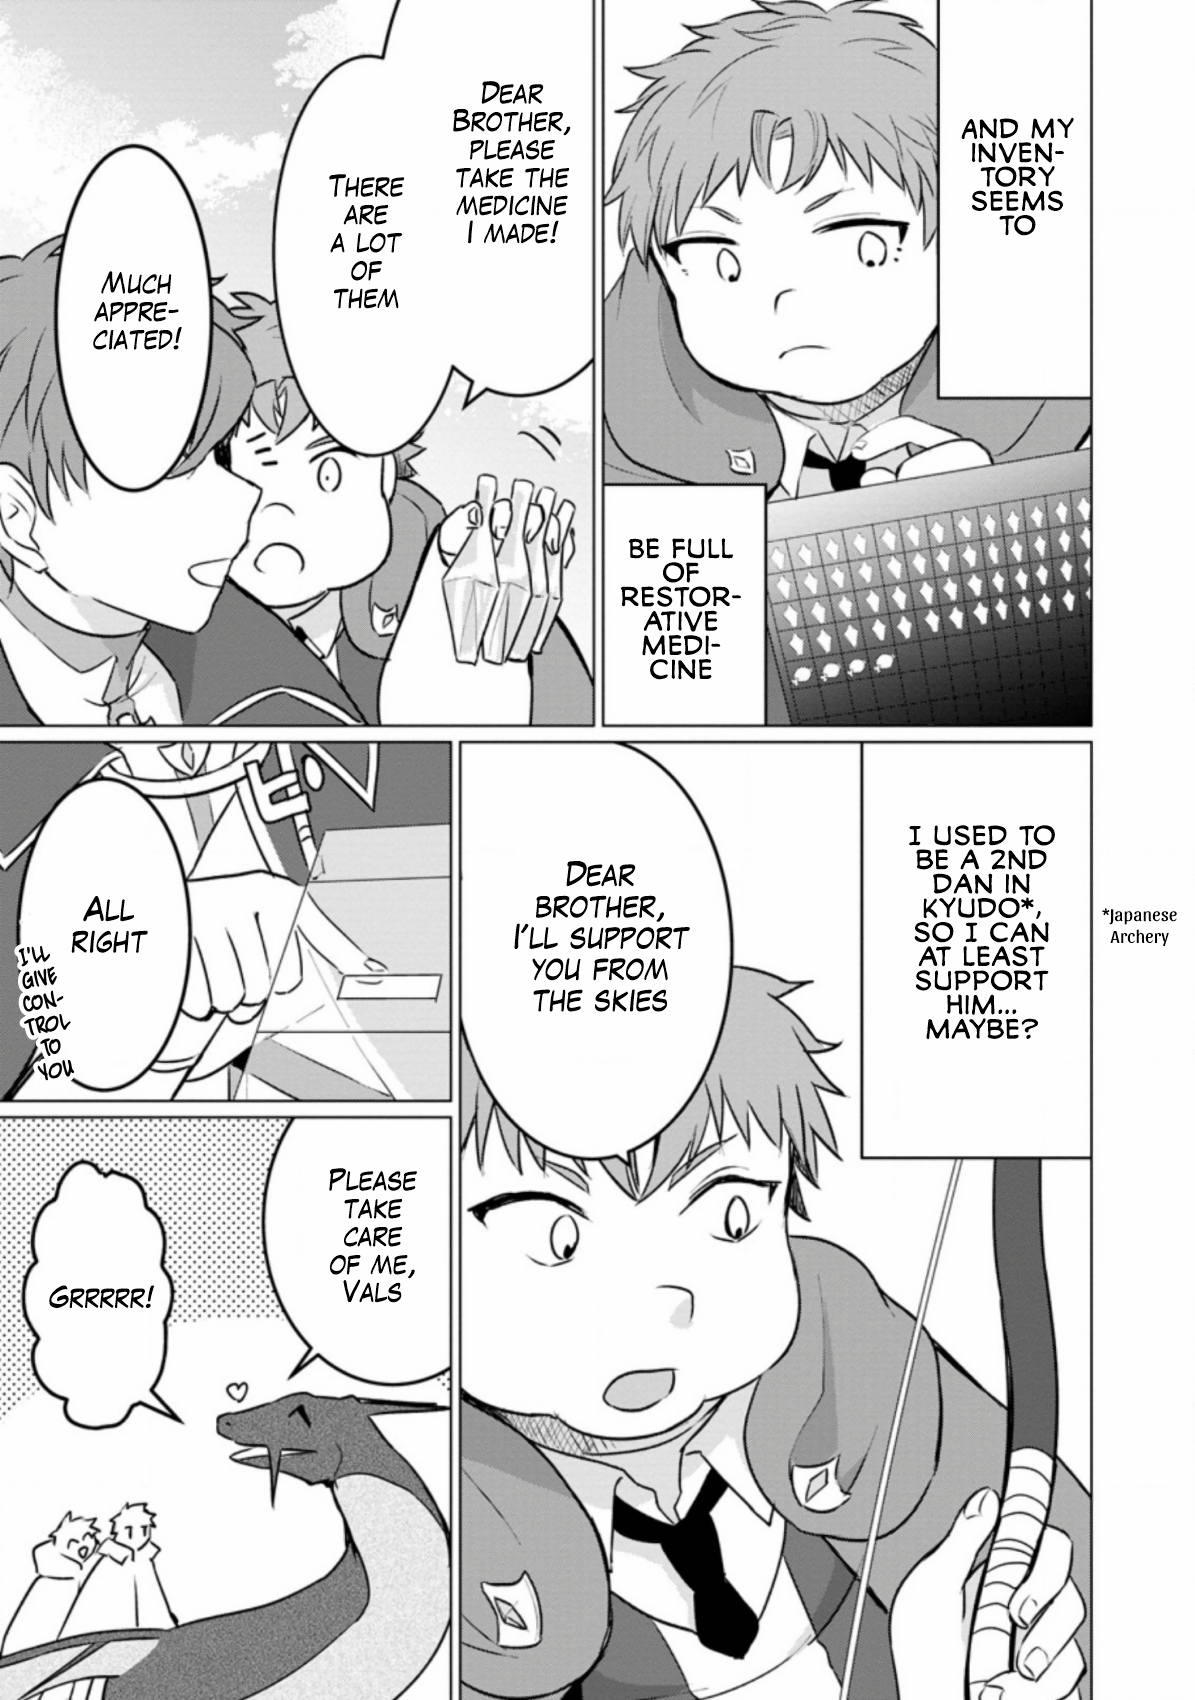 AND MY
INVEN-
TORY
SEEMS
TO
BE FULL
OF
RESTOR-
ATIVE
MEDI-
CINE
DEAR
BROTHER,
PLEASE
TAKE THE
MEDICINE
I MADE!
THERE
ARE
A LOT
OF
THEM
MUCH
APPRE-
CIATED!
I USED TO
BE A 2ND
DAN IN
KYUDO*,
SO I CAN
AT LEAST
SUPPORT
HIM...
MAYBE?
*Japanese
Archery
DEAR
BROTHER,
I'LL SUPPORT
YOU FROM
THE SKIES
ALL
RIGHT
I'LL
GIVE
CON-
TROL
TO
YOU
PLEASE
TAKE
CARE
OF ME,
VALS
GRRRRR!